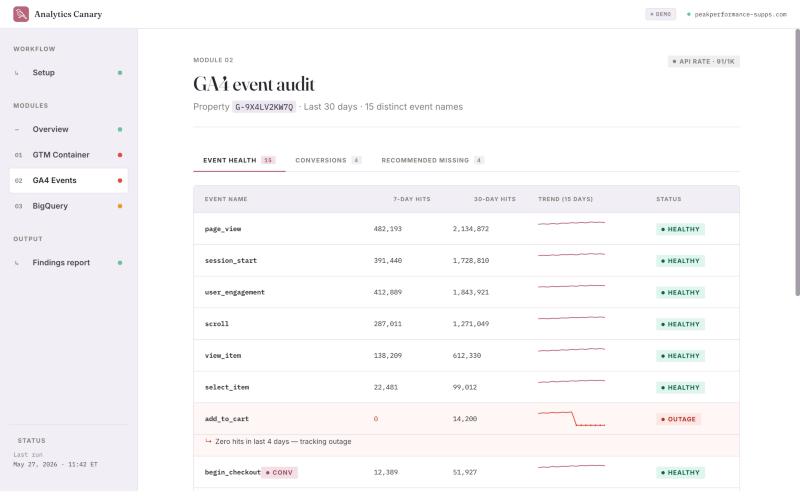 Analytics Canary
DEMO
peakperformance-supps.com
WORKFLOW
Setup
MODULES
Overview
01 GTM Container
02 GA4 Events
03 BigQuery
OUTPUT
Findings report
STATUS
Last run
May 27, 2026 · 11:42 ET
MODULE 02
API RATE · 91/1K
GA4 event audit
Property G-9X4LV2KW7Q · Last 30 days · 15 distinct event names
EVENT HEALTH 15 CONVERSIONS 4 RECOMMENDED MISSING 4
EVENT NAME 7-DAY HITS 30-DAY HITS TREND (15 DAYS) STATUS
page_view 482,193 2,134,872 HEALTHY
session_start 391,440 1,728,810 HEALTHY
user_engagement 412,889 1,843,921 HEALTHY
scroll 287,011 1,271,049 HEALTHY
view_item 138,209 612,330 HEALTHY
select_item 22,481 99,012 HEALTHY
add_to_cart 0 14,200 OUTAGE
↳ Zero hits in last 4 days — tracking outage
begin_checkout CONV 12,389 51,927 HEALTHY